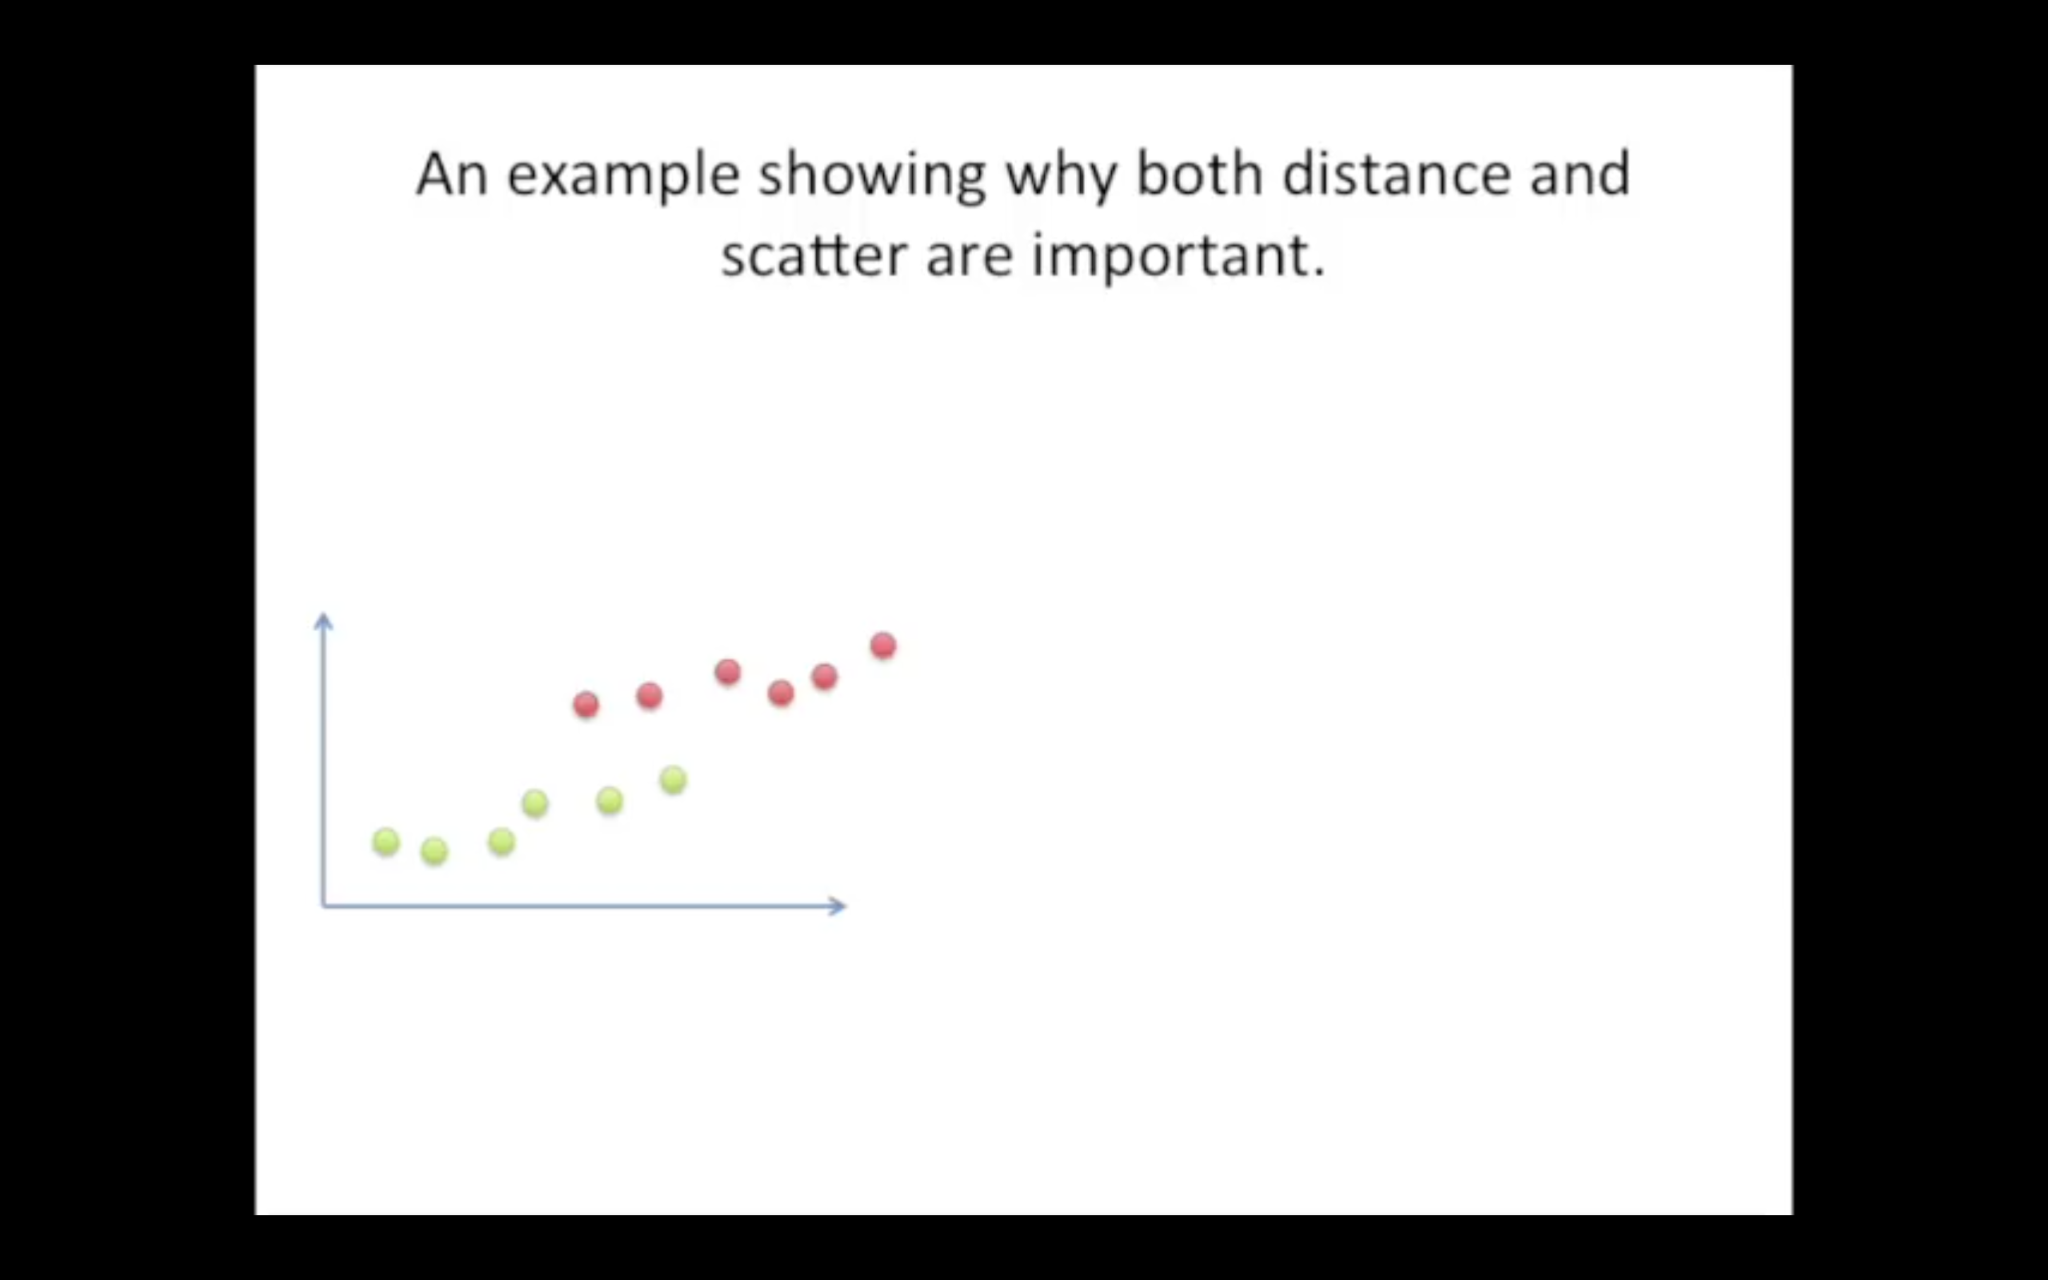 An example showing why both distance and
scatter are important.